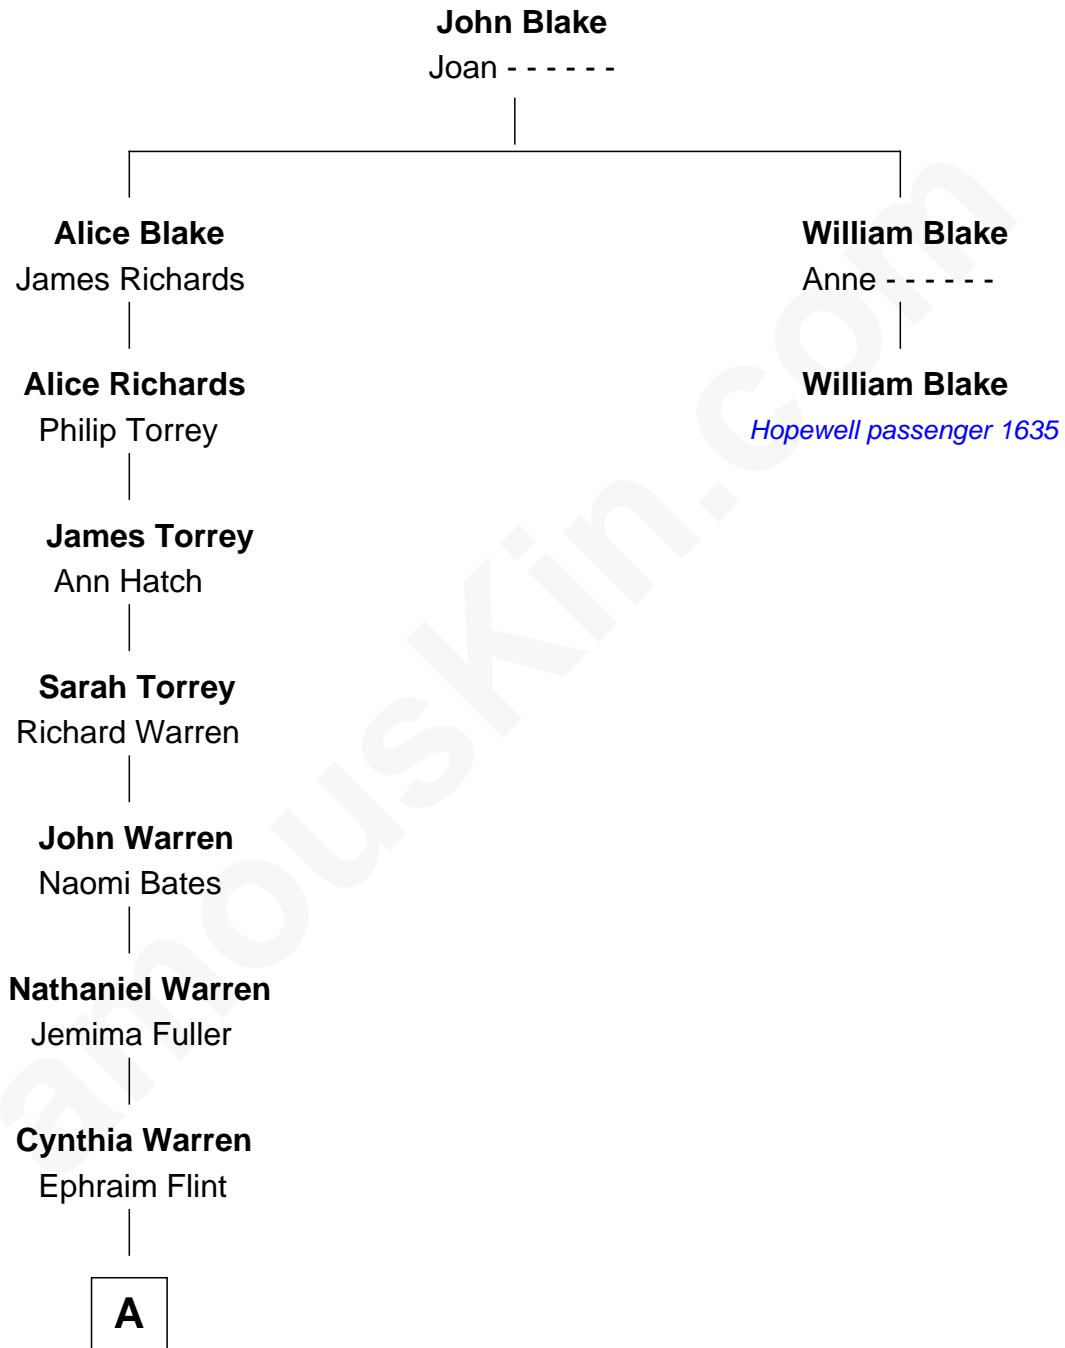 John Blake
Joan - - - - - -
Alice Blake
James Richards
William Blake
Anne - - - - - -
Alice Richards
Philip Torrey
William Blake
Hopewell passenger 1635
James Torrey
Ann Hatch
Sarah Torrey
Richard Warren
John Warren
Naomi Bates
Nathaniel Warren
Jemima Fuller
Cynthia Warren
Ephraim Flint
A
amousKin.com